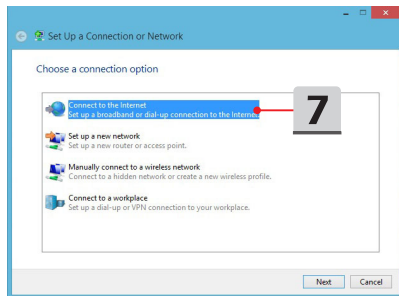 Set Up a Connection or Network
Choose a connection option
Connect to the Internet
Set up a broadband or dial-up connection to the Internet.
7
Set up a new network
Set up a new router or access point.
Manually connect to a wireless network
Connect to a hidden network or create a new wireless profile.
Connect to a workplace
Set up a dial-up or VPN connection to your workplace.
Next Cancel